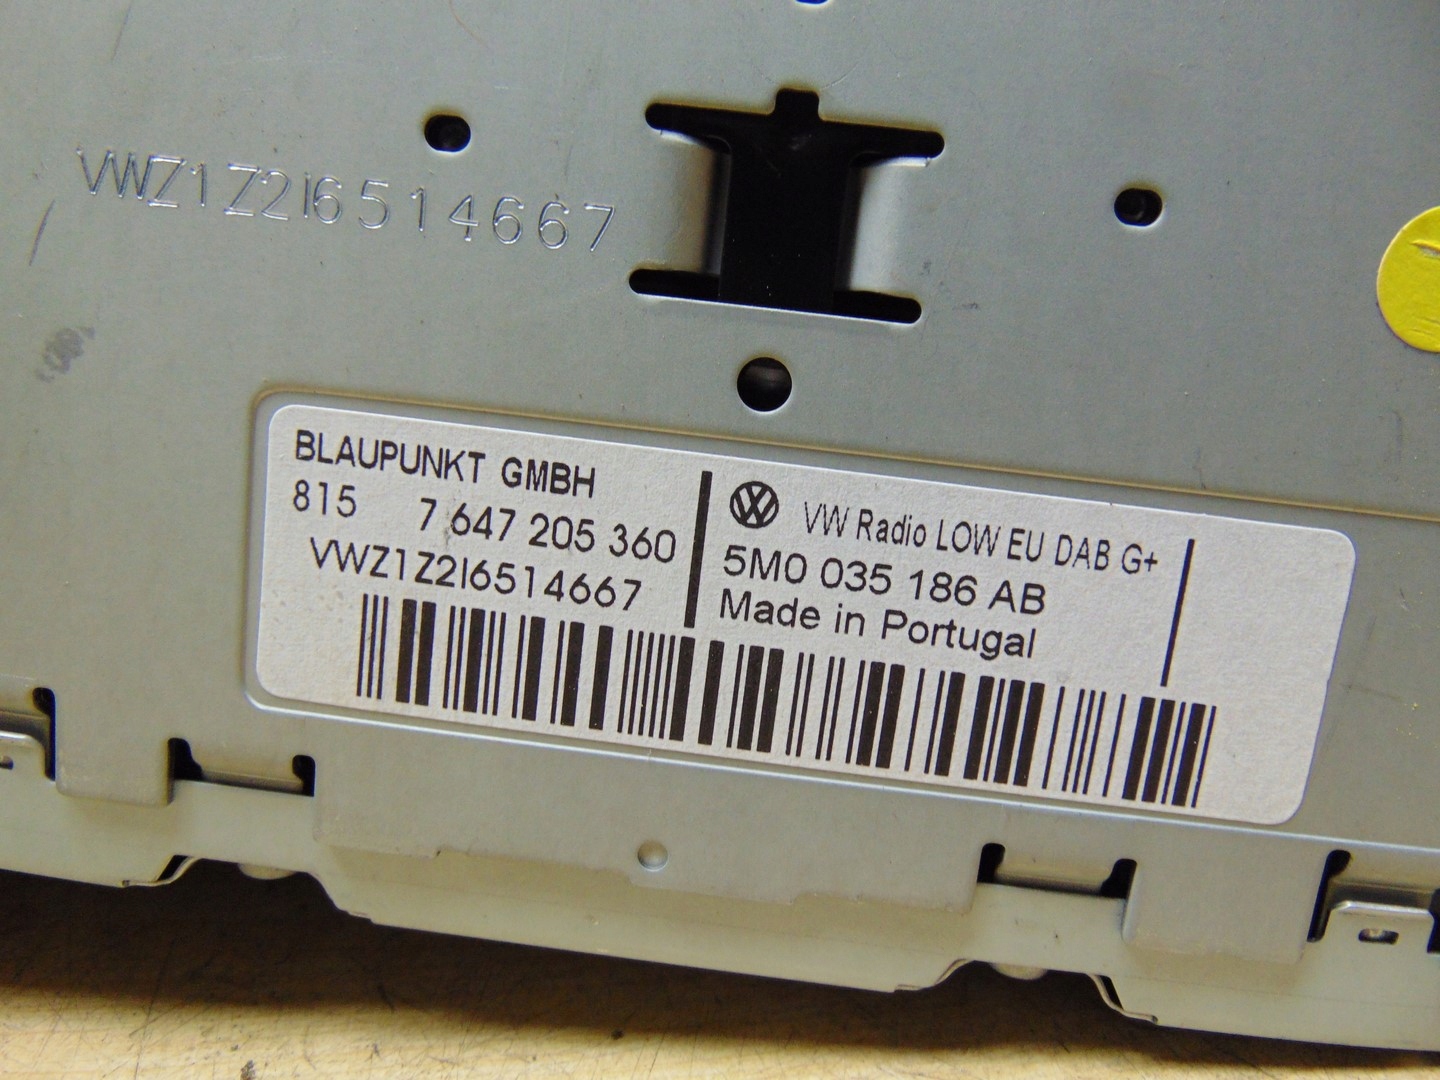 VWZ1Z2I6514667
BLAUPUNKT GMBH
815 7 647 205 360
VWZ1Z2I6514667
VW Radio LOW EU DAB G+
5M0 035 186 AB
Made in Portugal